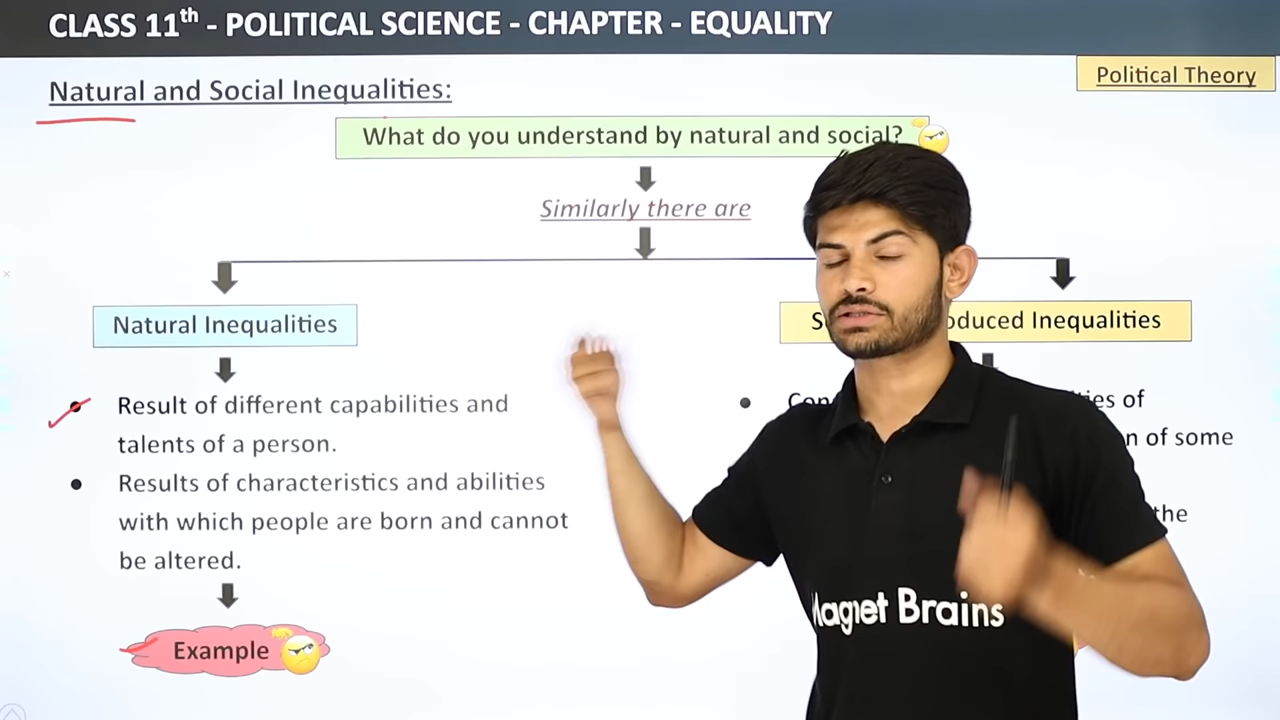 CLASS 11th - POLITICAL SCIENCE - CHAPTER - EQUALITY
Political Theory
Natural and Social Inequalities:
What do you understand by natural and social?
Similarly there are
Natural Inequalities
Inequalities
Result of different capabilities and
talents of a person.
Results of characteristics and abilities
with which people are born and cannot
be altered.
Example
of
of some
the
Magnet Brains